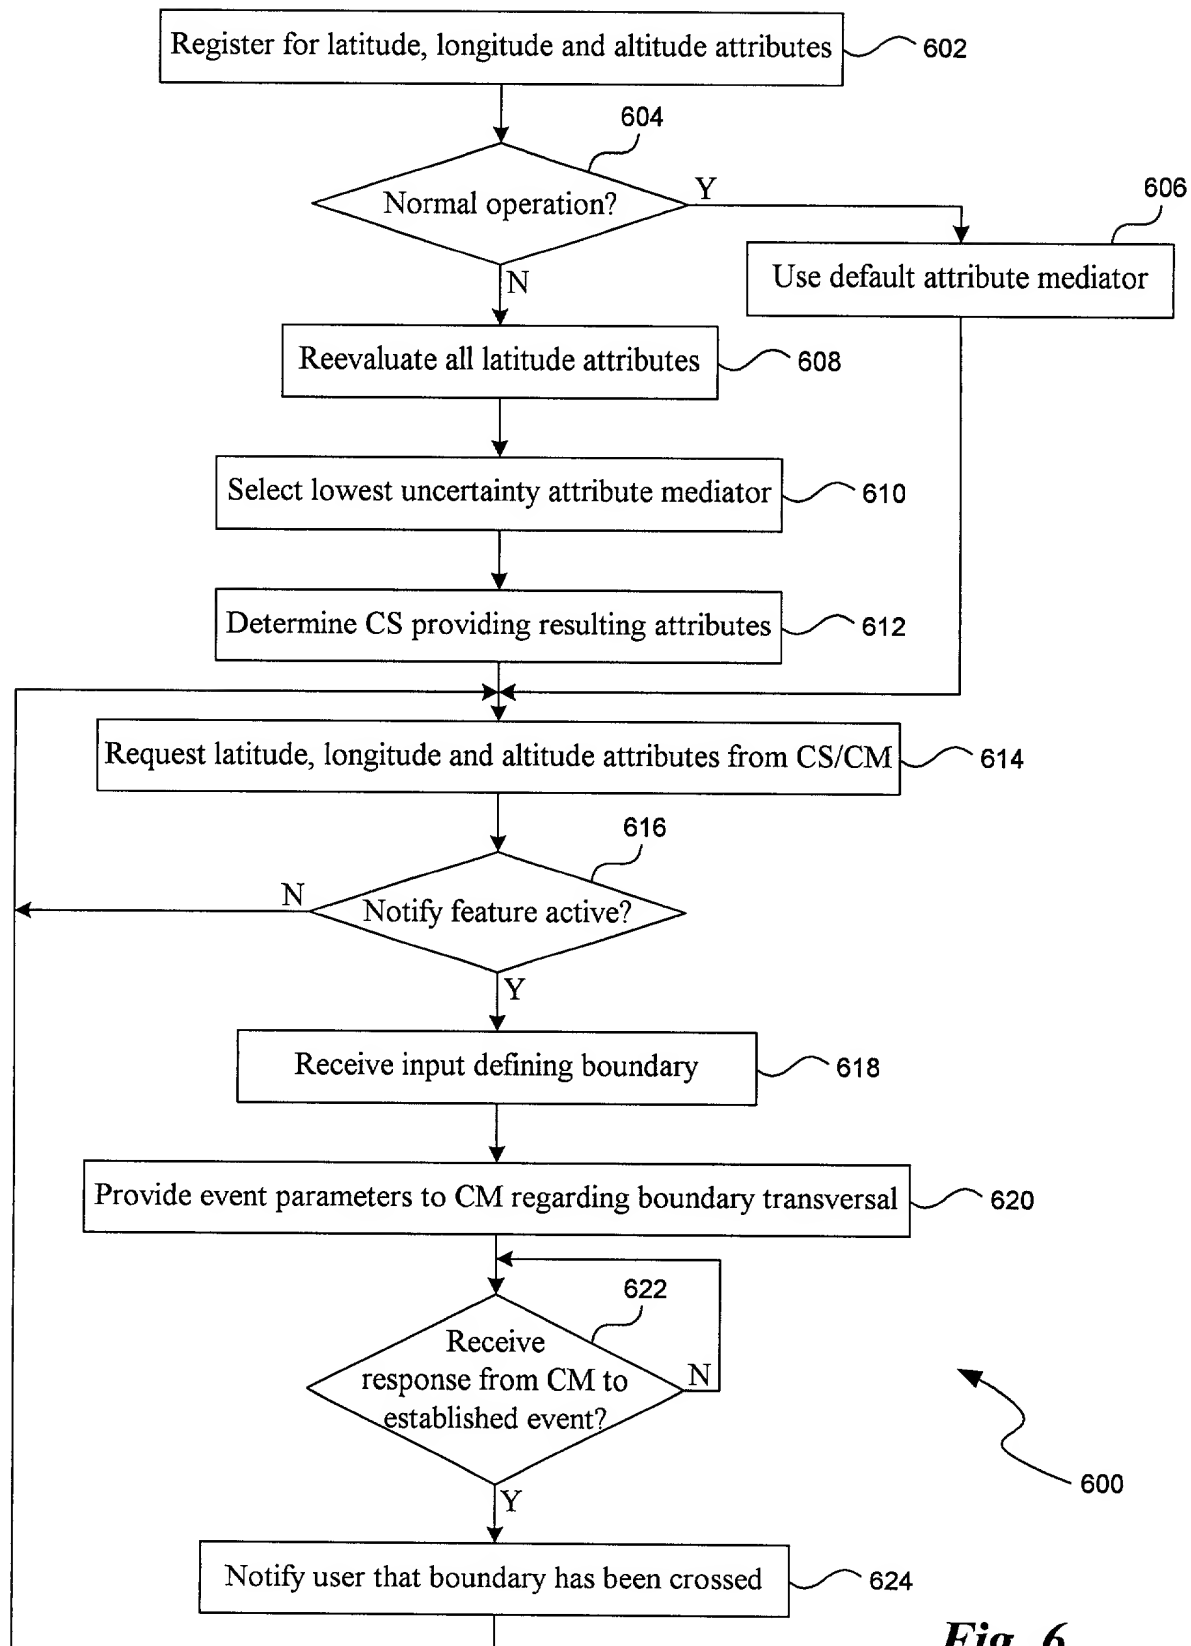 Register for latitude, longitude and altitude attributes
602
604
Normal operation?
Y
606
Use default attribute mediator
N
Reevaluate all latitude attributes
608
Select lowest uncertainty attribute mediator
610
Determine CS providing resulting attributes
612
Request latitude, longitude and altitude attributes from CS/CM
614
616
N
Notify feature active?
Y
Receive input defining boundary
618
Provide event parameters to CM regarding boundary transversal
620
622
Receive
response from CM to
established event?
N
600
Y
Notify user that boundary has been crossed
624
Fig. 6